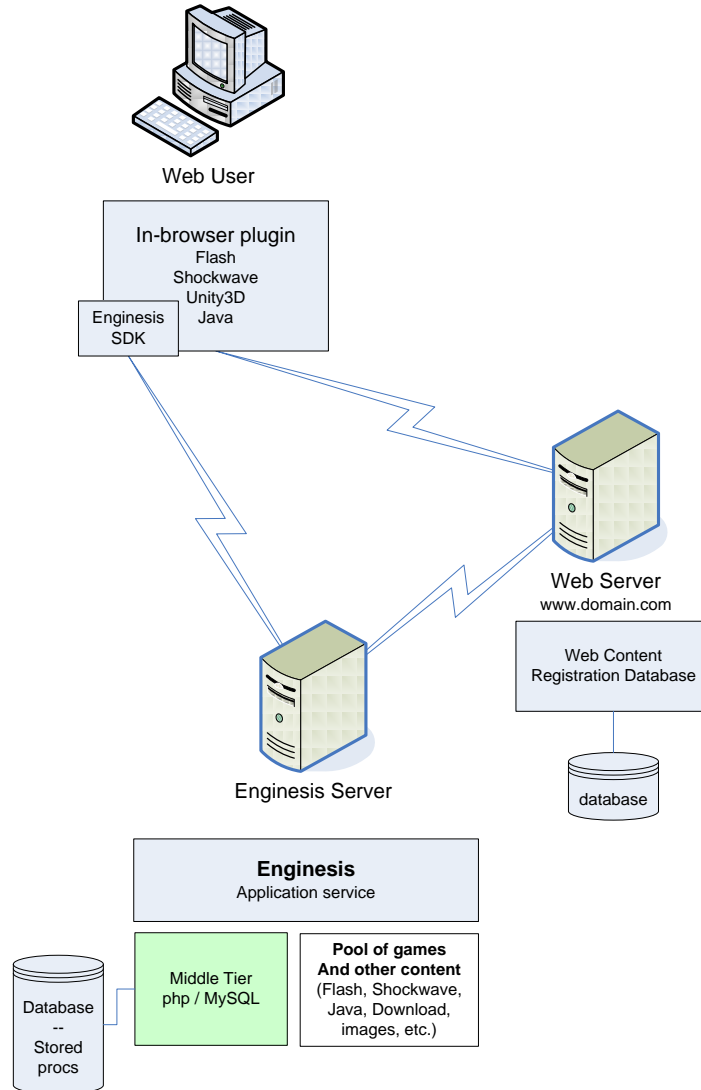 Web User
In-browser plugin
Flash
Shockwave
Unity3D
Java
Enginesis
SDK
Web Server
www.domain.com
Web Content
Registration Database
database
Enginesis Server
Enginesis
Application service
Middle Tier
php / MySQL
Pool of games
And other content
(Flash, Shockwave,
Java, Download,
images, etc.)
Database
--
Stored
procs